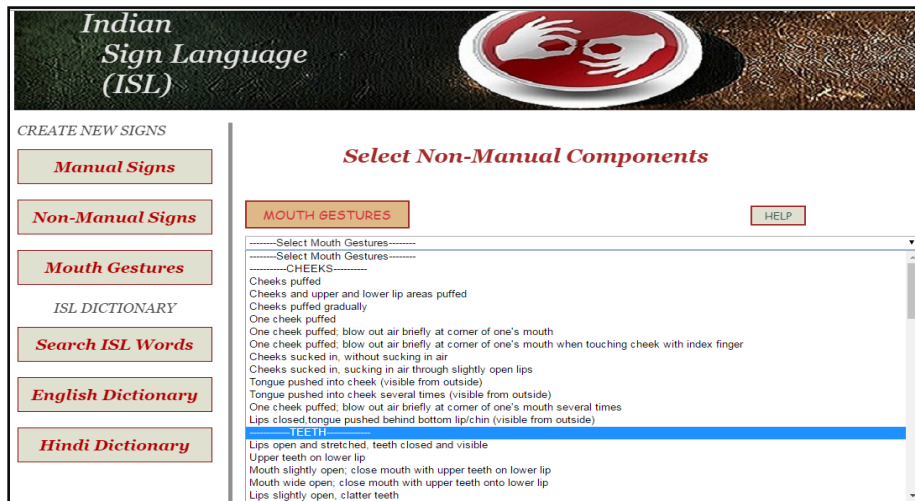 Indian
Sign Language
(ISL)
CREATE NEW SIGNS
Manual Signs
Non-Manual Signs
Mouth Gestures
ISL DICTIONARY
Search ISL Words
English Dictionary
Hindi Dictionary
Select Non-Manual Components
MOUTH GESTURES
HELP
--------Select Mouth Gestures--------
--------Select Mouth Gestures--------
-----------CHEEKS----------
Cheeks puffed
Cheeks and upper and lower lip areas puffed
Cheeks puffed gradually
One cheek puffed
One cheek puffed; blow out air briefly at corner of one's mouth
One cheek puffed; blow out air briefly at corner of one's mouth when touching cheek with index finger
Cheeks sucked in, without sucking in air
Cheeks sucked in, sucking in air through slightly open lips
Tongue pushed into cheek (visible from outside)
Tongue pushed into cheek several times (visible from outside)
One cheek puffed; blow out air briefly at corner of one's mouth several times
Lips closed,tongue pushed behind bottom lip/chin (visible from outside)
------------TEETH-------------
Lips open and stretched, teeth closed and visible
Upper teeth on lower lip
Mouth slightly open; close mouth with upper teeth on lower lip
Mouth wide open; close mouth with upper teeth onto lower lip
Lips slightly open, clatter teeth